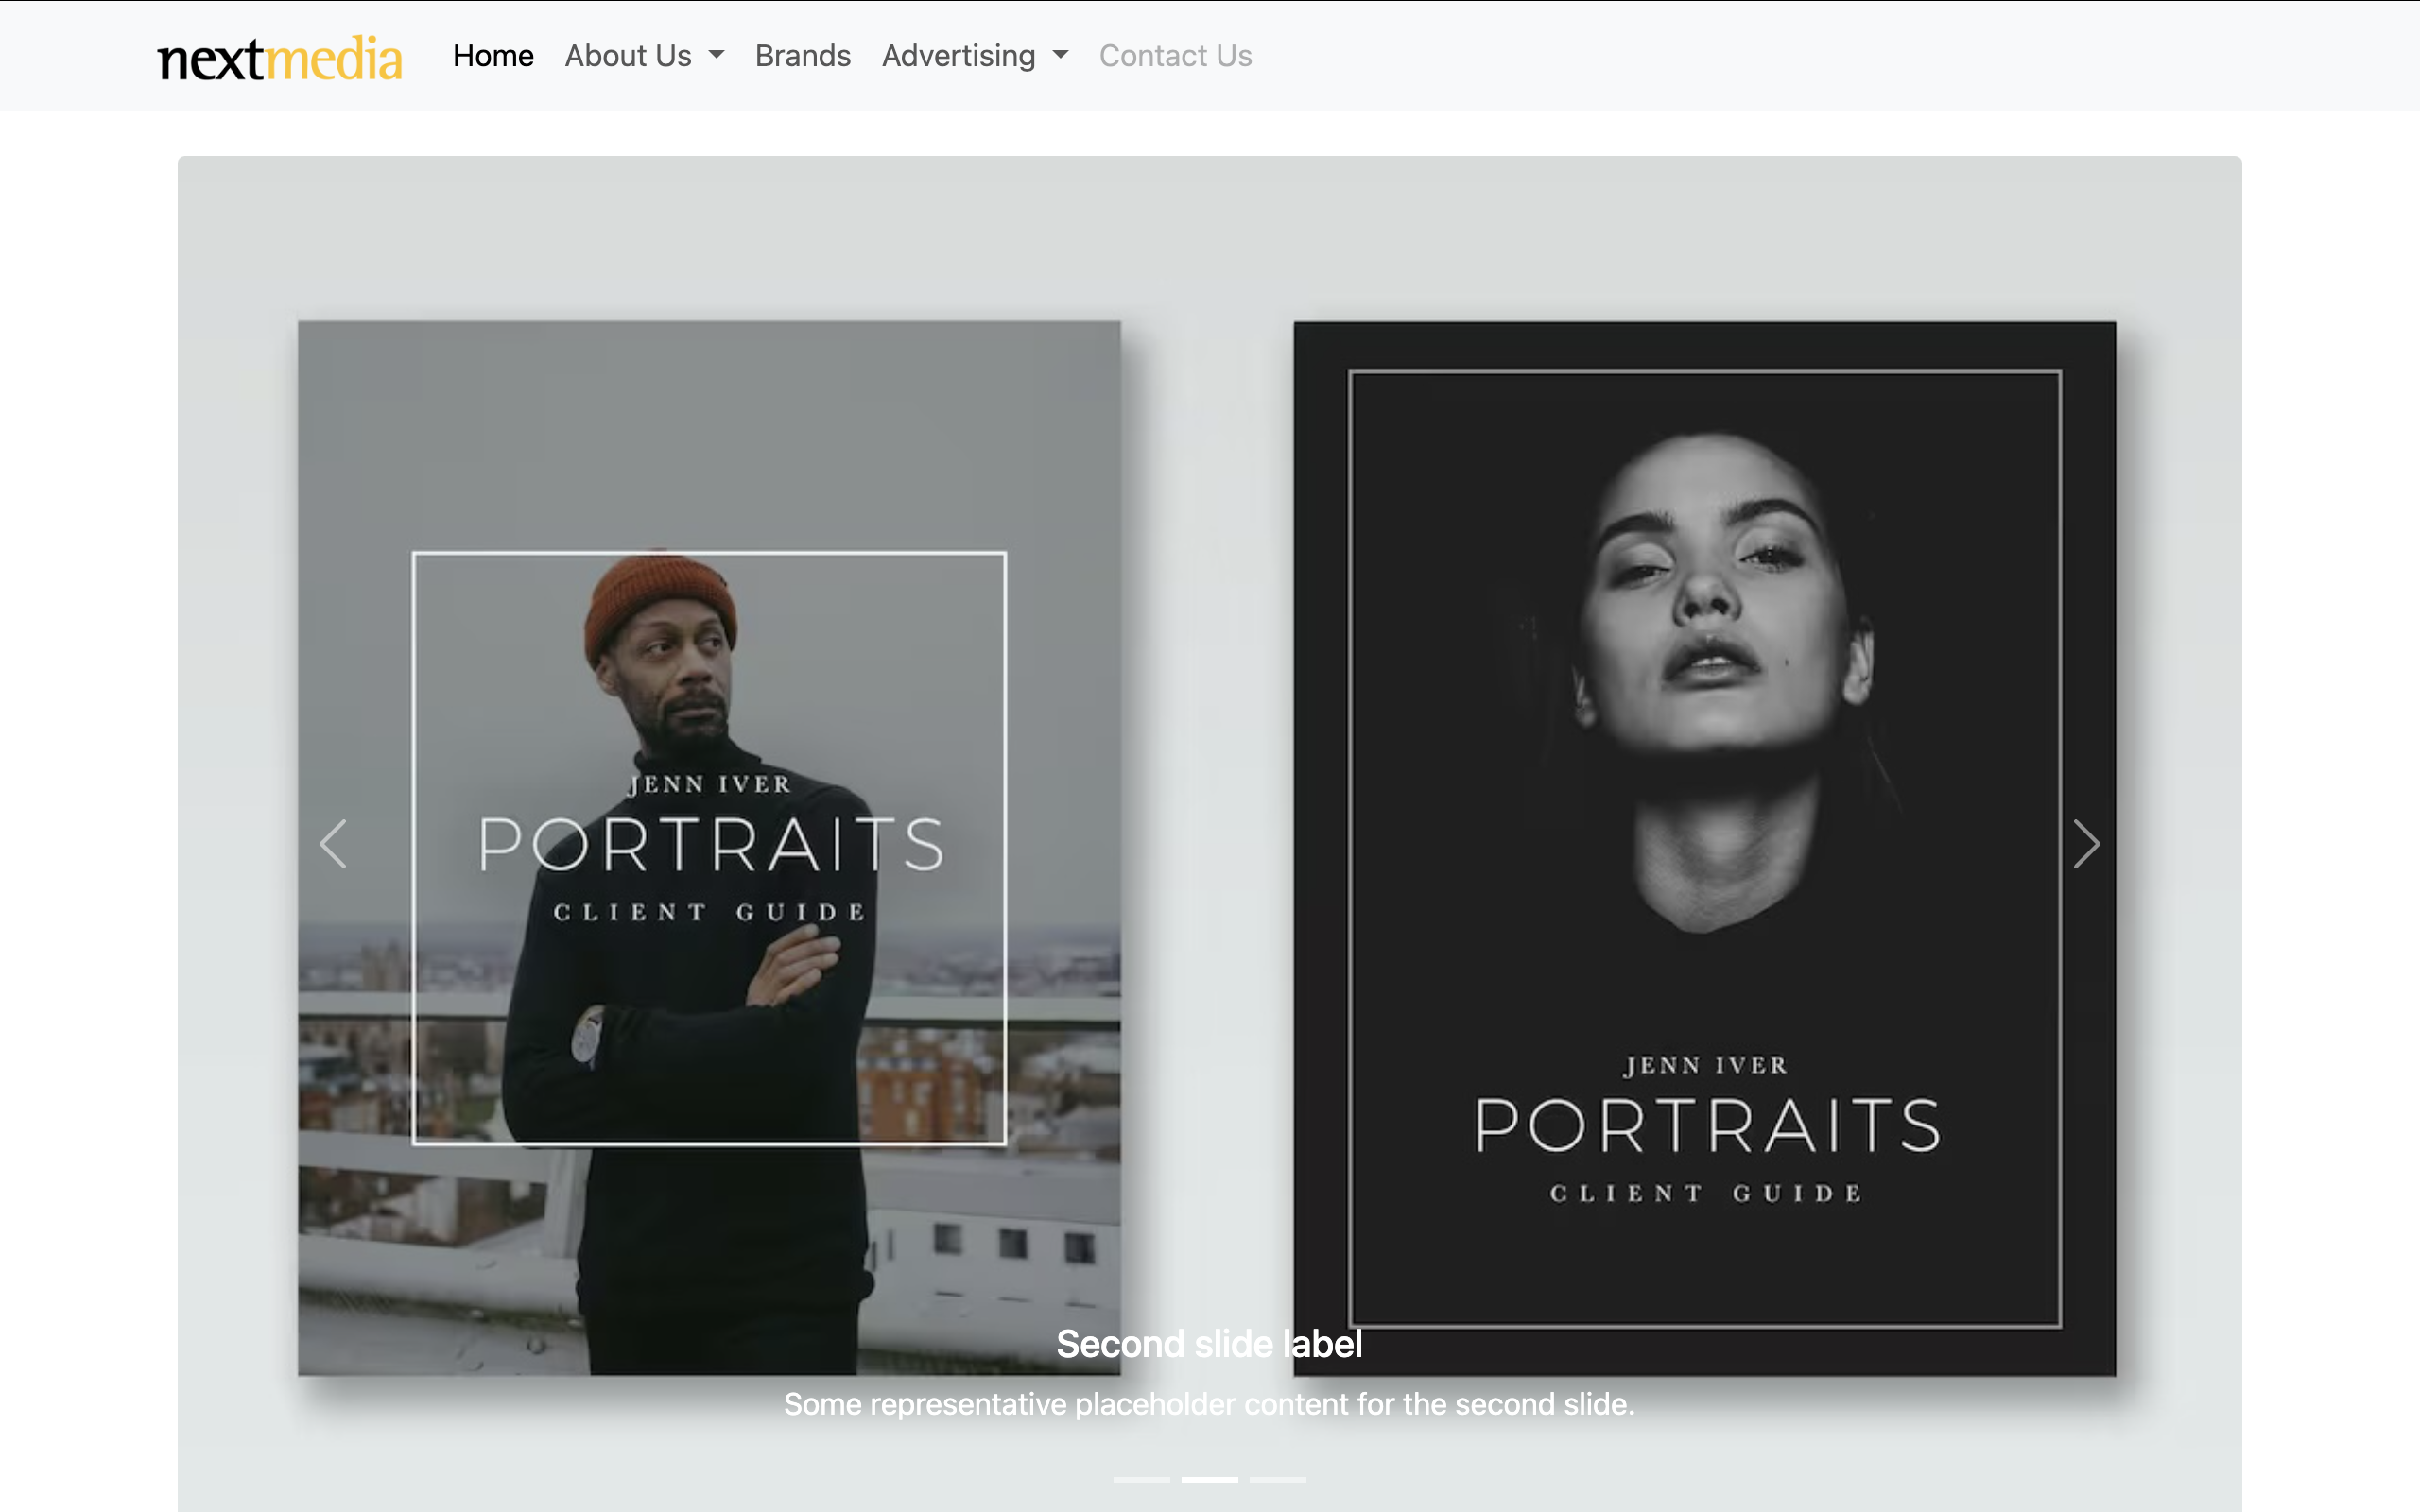 nextmedia Home About Us Brands Advertising Contact Us
JENN IVER
PORTRAITS
CLIENT GUIDE
JENN IVER
PORTRAITS
CLIENT GUIDE
Second slide label
Some representative placeholder content for the second slide.